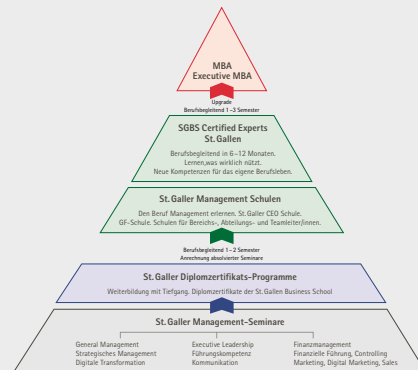 MBA
Executive MBA
Upgrade
Berufsbegleitend 1–3 Semester
SGBS Certified Experts
St.Gallen
Berufsbegleitend in 6–12 Monaten.
Lernen,was wirklich nützt.
Neue Kompetenzen für das eigene Berufsleben.
St.Galler Management Schulen
Den Beruf Management erlernen. St.Galler CEO Schule.
GF-Schule. Schulen für Bereichs-, Abteilungs- und Teamleiter/innen.
Berufsbegleitend 1–2 Semester
Anrechnung absolvierter Seminare
St.Galler Diplomzertifikats-Programme
Weiterbildung mit Tiefgang. Diplomzertifikate der St.Gallen Business School
St.Galler Management-Seminare
General Management
Strategisches Management
Digitale Transformation
Executive Leadership
Führungskompetenz
Kommunikation
Finanzmanagement
Finanzielle Führung, Controlling
Marketing, Digital Marketing, Sales